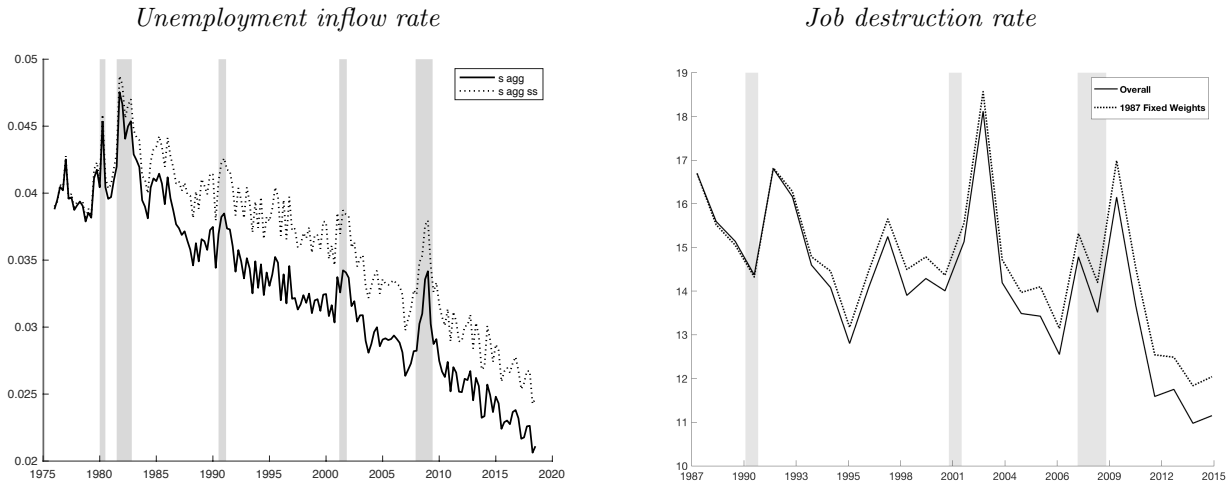 Unemployment inflow rate
0.05
0.045
0.04
0.035
0.03
0.025
0.02
1975 1980 1985 1990 1995 2000 2005 2010 2015 2020
s agg
s agg ss
Job destruction rate
19
18
17
16
15
14
13
12
11
10
1987 1990 1993 1995 1998 2001 2004 2006 2009 2012 2015
Overall
1987 Fixed Weights